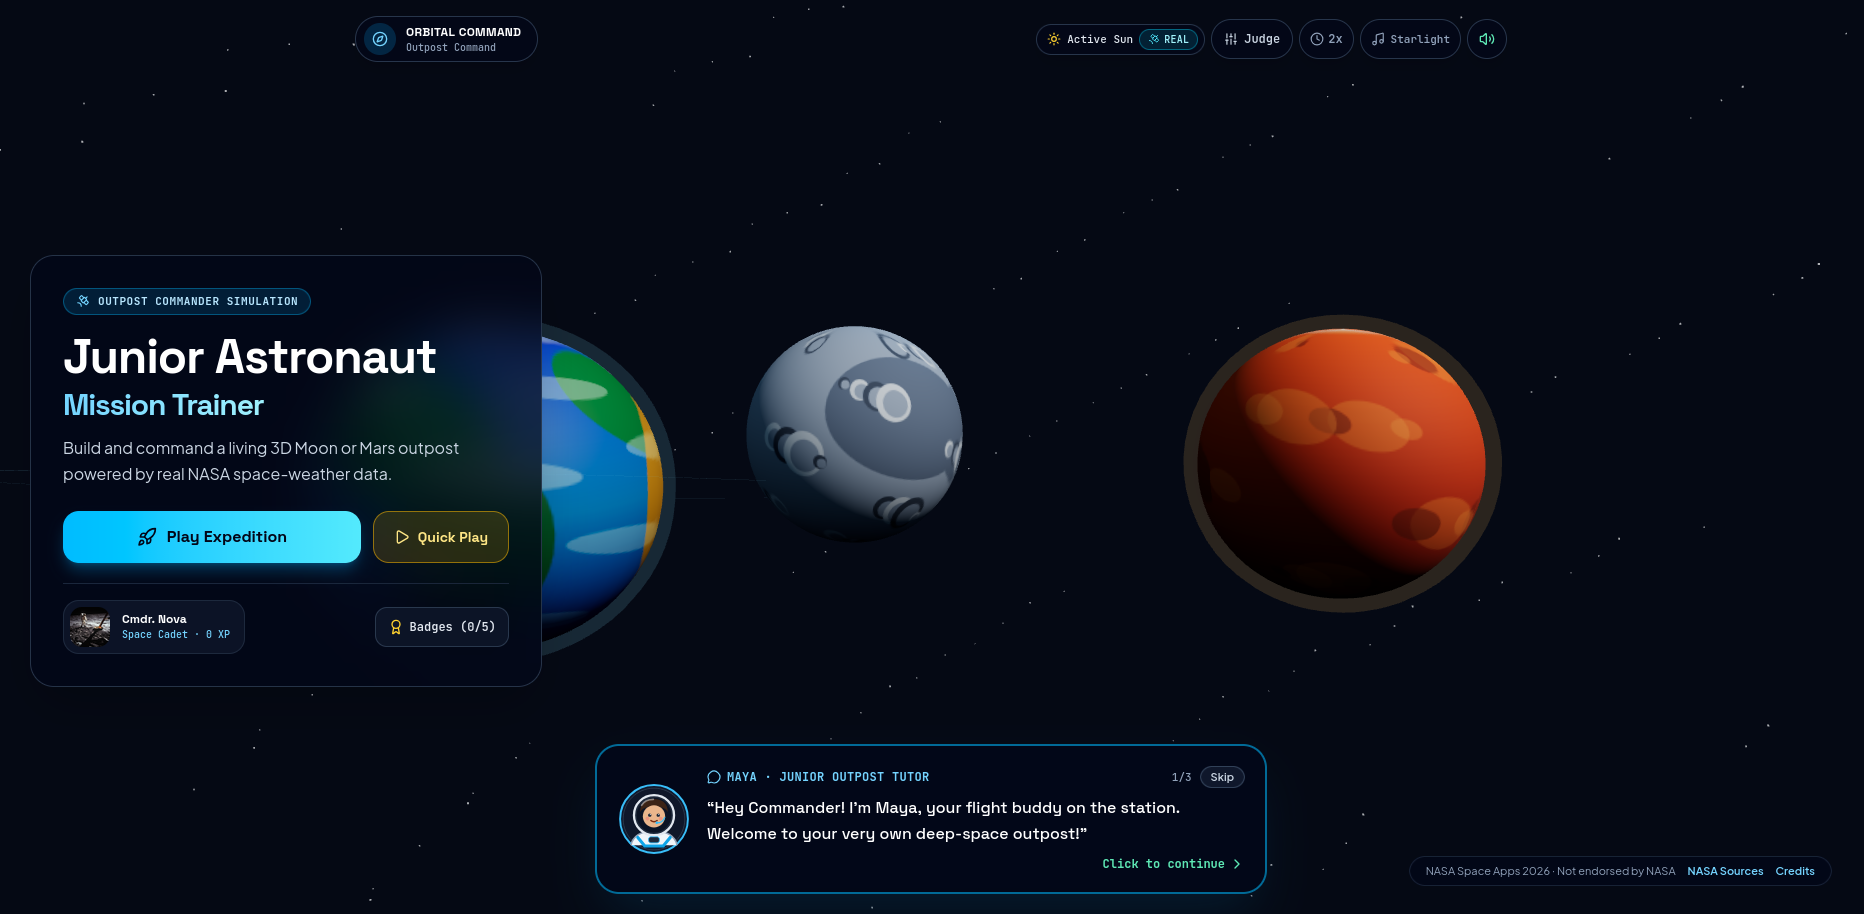 ORBITAL COMMAND
Outpost Command
Active Sun REAL
Judge
2x
Starlight
OUTPOST COMMANDER SIMULATION
Junior Astronaut
Mission Trainer
Build and command a living 3D Moon or Mars outpost
powered by real NASA space-weather data.
Play Expedition
Quick Play
Cmdr. Nova
Space Cadet · 0 XP
Badges (0/5)
MAYA · JUNIOR OUTPOST TUTOR
1/3 Skip
“Hey Commander! I’m Maya, your flight buddy on the station.
Welcome to your very own deep-space outpost!”
Click to continue
NASA Space Apps 2026 · Not endorsed by NASA NASA Sources Credits